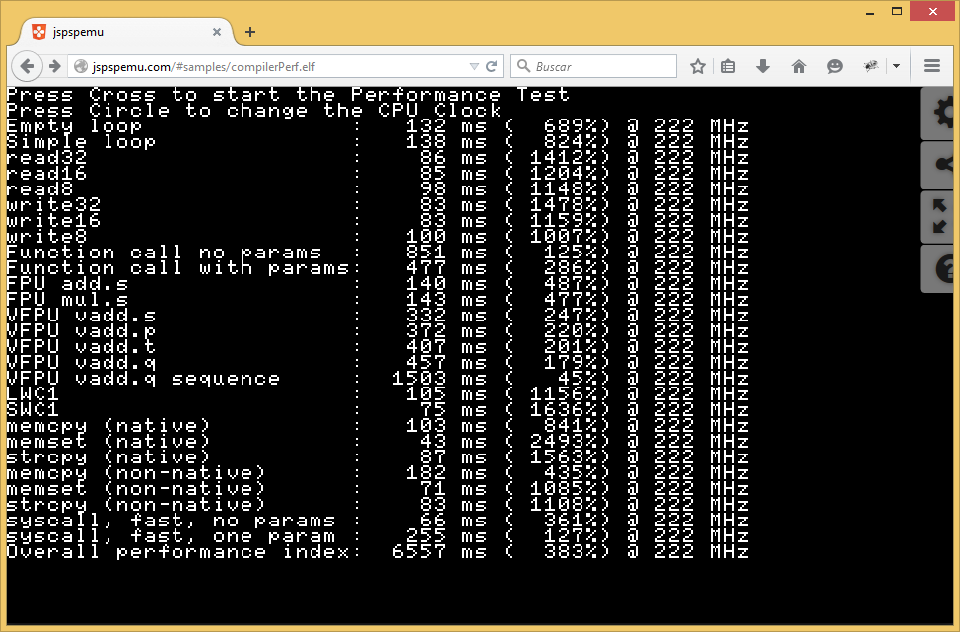 jspspemu
jspspemu.com/#samples/compilerPerf.elf
Buscar
Press Cross to start the Performance Test
Press Circle to change the CPU Clock
Empty loop : 132 ms ( 689%) @ 222 MHz
Simple loop : 138 ms ( 824%) @ 222 MHz
read32 : 86 ms ( 1412%) @ 222 MHz
read16 : 85 ms ( 1204%) @ 222 MHz
read8 : 98 ms ( 1148%) @ 222 MHz
write32 : 83 ms ( 1478%) @ 222 MHz
write16 : 83 ms ( 1159%) @ 222 MHz
write8 : 100 ms ( 1007%) @ 222 MHz
Function call no params : 851 ms ( 125%) @ 222 MHz
Function call with params: 477 ms ( 286%) @ 222 MHz
FPU add.s : 140 ms ( 487%) @ 222 MHz
FPU mul.s : 143 ms ( 477%) @ 222 MHz
VFPU vadd.s : 332 ms ( 247%) @ 222 MHz
VFPU vadd.p : 372 ms ( 220%) @ 222 MHz
VFPU vadd.t : 407 ms ( 201%) @ 222 MHz
VFPU vadd.q : 457 ms ( 179%) @ 222 MHz
VFPU vadd.q sequence : 1503 ms ( 45%) @ 222 MHz
LWC1 : 105 ms ( 1156%) @ 222 MHz
SWC1 : 75 ms ( 1636%) @ 222 MHz
memcpy (native) : 103 ms ( 841%) @ 222 MHz
memset (native) : 43 ms ( 2493%) @ 222 MHz
strcpy (native) : 87 ms ( 1563%) @ 222 MHz
memcpy (non-native) : 182 ms ( 435%) @ 222 MHz
memset (non-native) : 71 ms ( 1085%) @ 222 MHz
strcpy (non-native) : 83 ms ( 1108%) @ 222 MHz
syscall, fast, no params : 66 ms ( 361%) @ 222 MHz
syscall, fast, one param : 255 ms ( 127%) @ 222 MHz
Overall performance index: 6557 ms ( 383%) @ 222 MHz